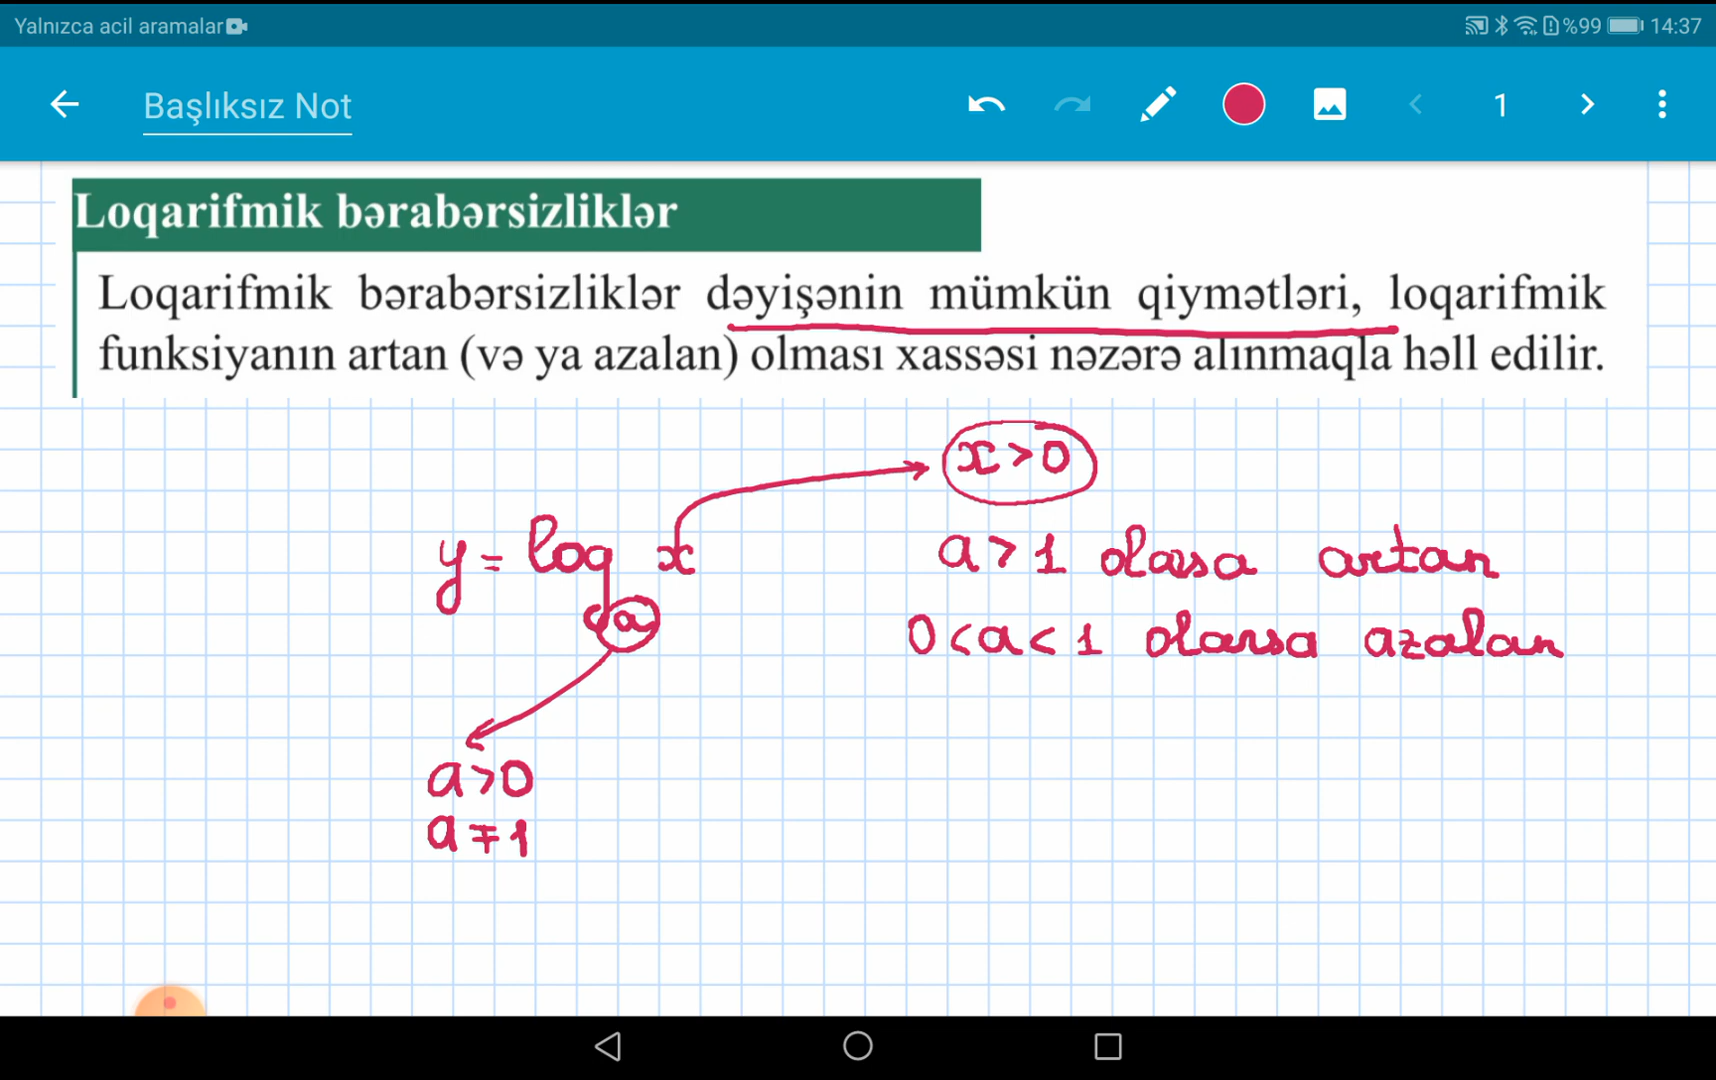 Yalnızca acil aramalar
%99 14:37
Başlıksız Not
1
Loqarifmik bərabərsizliklər
Loqarifmik bərabərsizliklər dəyişənin mümkün qiymətləri, loqarifmik
funksiyanın artan (və ya azalan) olması xassəsi nəzərə alınmaqla həll edilir.
x>0
y = log_a x
a > 1 olarsa artan
0<a<1 olarsa azalan
a>0
a≠1